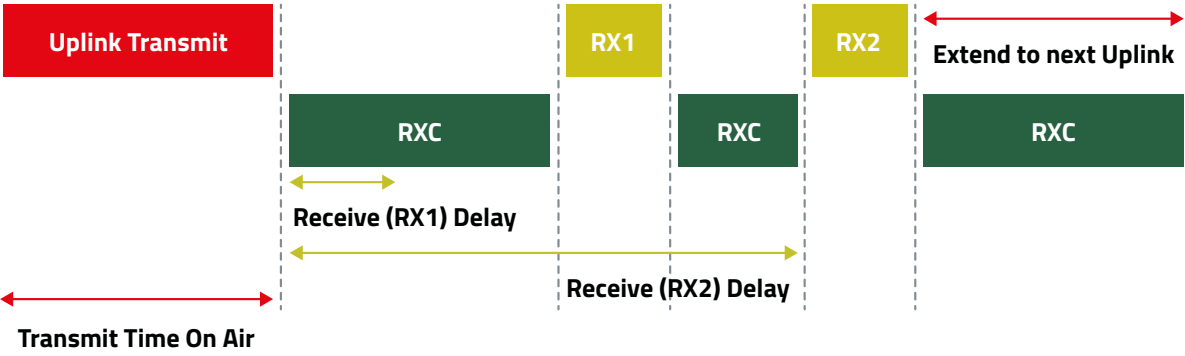 Uplink Transmit
RX1
RX2
Extend to next Uplink
RXC
RXC
RXC
Receive (RX1) Delay
Receive (RX2) Delay
Transmit Time On Air